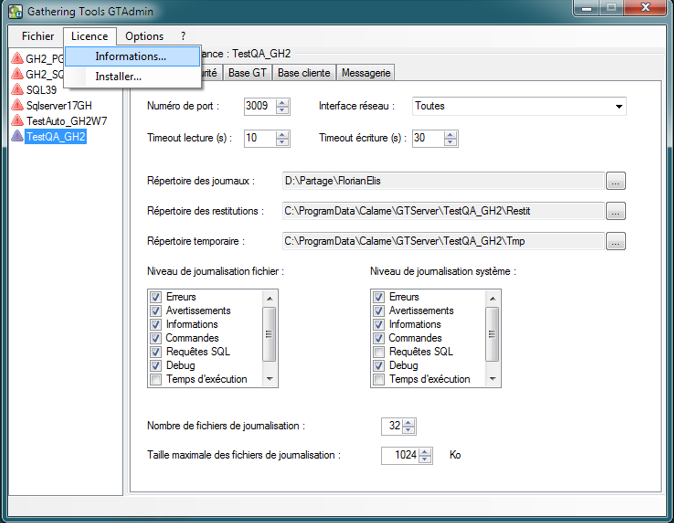 Gathering Tools GTAdmin
Fichier Licence Options ?
Informations...
Installer...
GH2_PG
GH2_SQ
SQL39
Sqlserver17GH
TestAuto_GH2W7
TestQA_GH2
ance : TestQA_GH2
urité Base GT Base cliente Messagerie
Numéro de port : 3009 Interface réseau : Toutes
Timeout lecture (s) : 10 Timeout écriture (s) : 30
Répertoire des journaux : D:\Partage\FlorianElis ...
Répertoire des restitutions : C:\ProgramData\Calame\GTServer\TestQA_GH2\Restit ...
Répertoire temporaire : C:\ProgramData\Calame\GTServer\TestQA_GH2\Tmp ...
Niveau de journalisation fichier : Niveau de journalisation système :
Erreurs Erreurs
Avertissements Avertissements
Informations Informations
Commandes Commandes
Requêtes SQL Requêtes SQL
Debug Debug
Temps d'exécution Temps d'exécution
Nombre de fichiers de journalisation : 32
Taille maximale des fichiers de journalisation : 1024 Ko